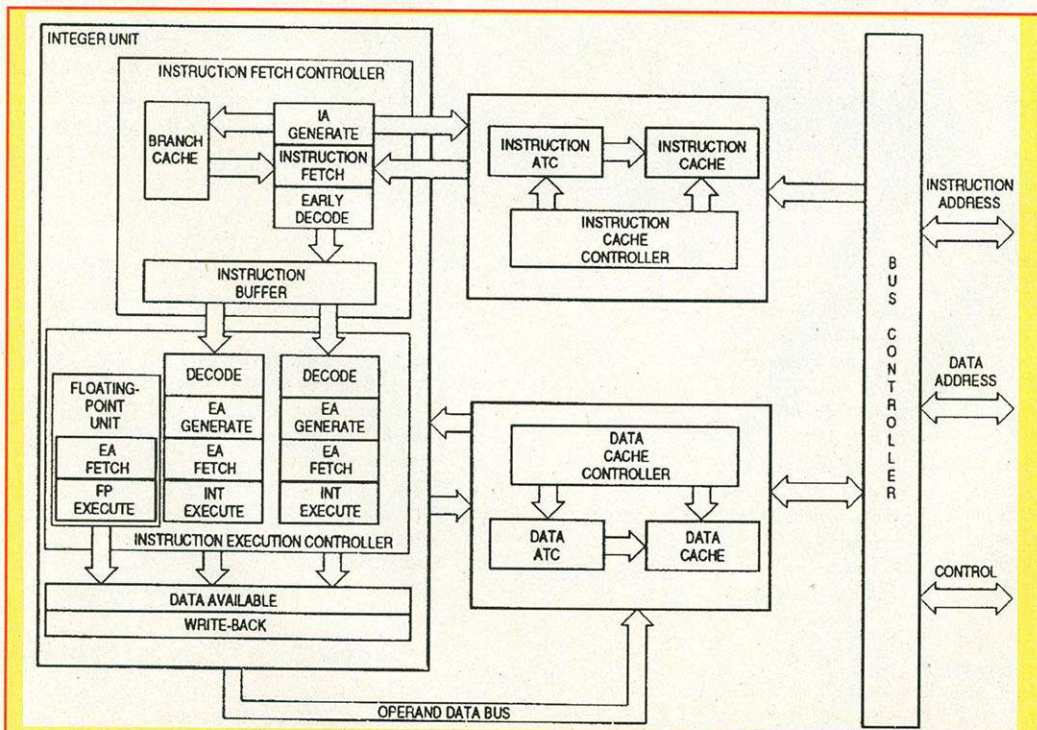 INTEGER UNIT
INSTRUCTION FETCH CONTROLLER
BRANCH
CACHE
IA
GENERATE
INSTRUCTION
FETCH
EARLY
DECODE
INSTRUCTION
BUFFER
INSTRUCTION
ATC
INSTRUCTION
CACHE
INSTRUCTION
CACHE
CONTROLLER
FLOATING-
POINT
UNIT
EA
FETCH
FP
EXECUTE
DECODE
EA
GENERATE
EA
FETCH
INT
EXECUTE
DECODE
EA
GENERATE
EA
FETCH
INT
EXECUTE
INSTRUCTION EXECUTION CONTROLLER
DATA AVAILABLE
WRITE-BACK
DATA
CACHE
CONTROLLER
DATA
ATC
DATA
CACHE
OPERAND DATA BUS
BUS CONTROLLER
INSTRUCTION
ADDRESS
DATA
ADDRESS
CONTROL